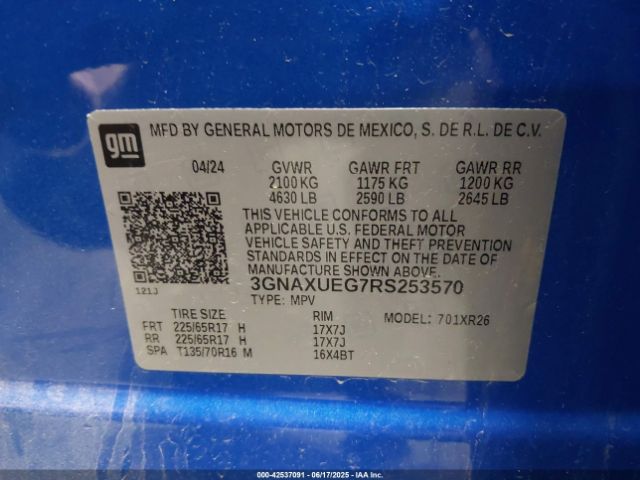 gm
MFD BY GENERAL MOTORS DE MEXICO, S. DE R.L. DE C.V.
04/24 GVWR GAWR FRT GAWR RR
2100 KG 1175 KG 1200 KG
4630 LB 2590 LB 2645 LB
THIS VEHICLE CONFORMS TO ALL
APPLICABLE U.S. FEDERAL MOTOR
VEHICLE SAFETY AND THEFT PREVENTION
STANDARDS IN EFFECT ON THE DATE OF
MANUFACTURE SHOWN ABOVE.
121J
3GNAXUEG7RS253570
TYPE: MPV
MODEL: 701XR26
TIRE SIZE RIM
FRT 225/65R17 H 17X7J
RR 225/65R17 H 17X7J
SPA T135/70R16 M 16X4BT
000-42537091 - 06/17/2025 - IAA Inc.